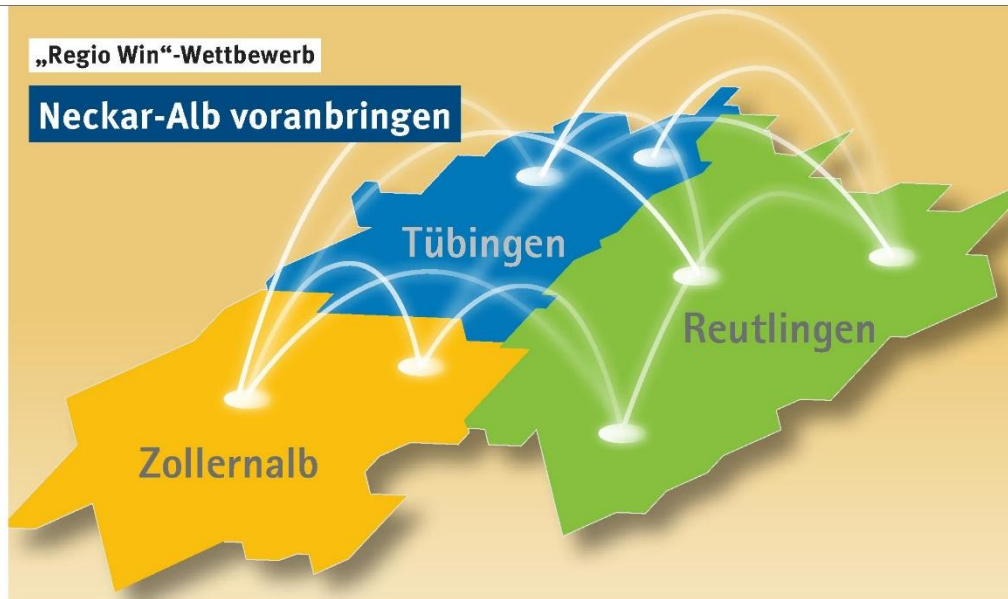 „Regio Win“-Wettbewerb
Neckar-Alb voranbringen
Tübingen
Reutlingen
Zollernalb